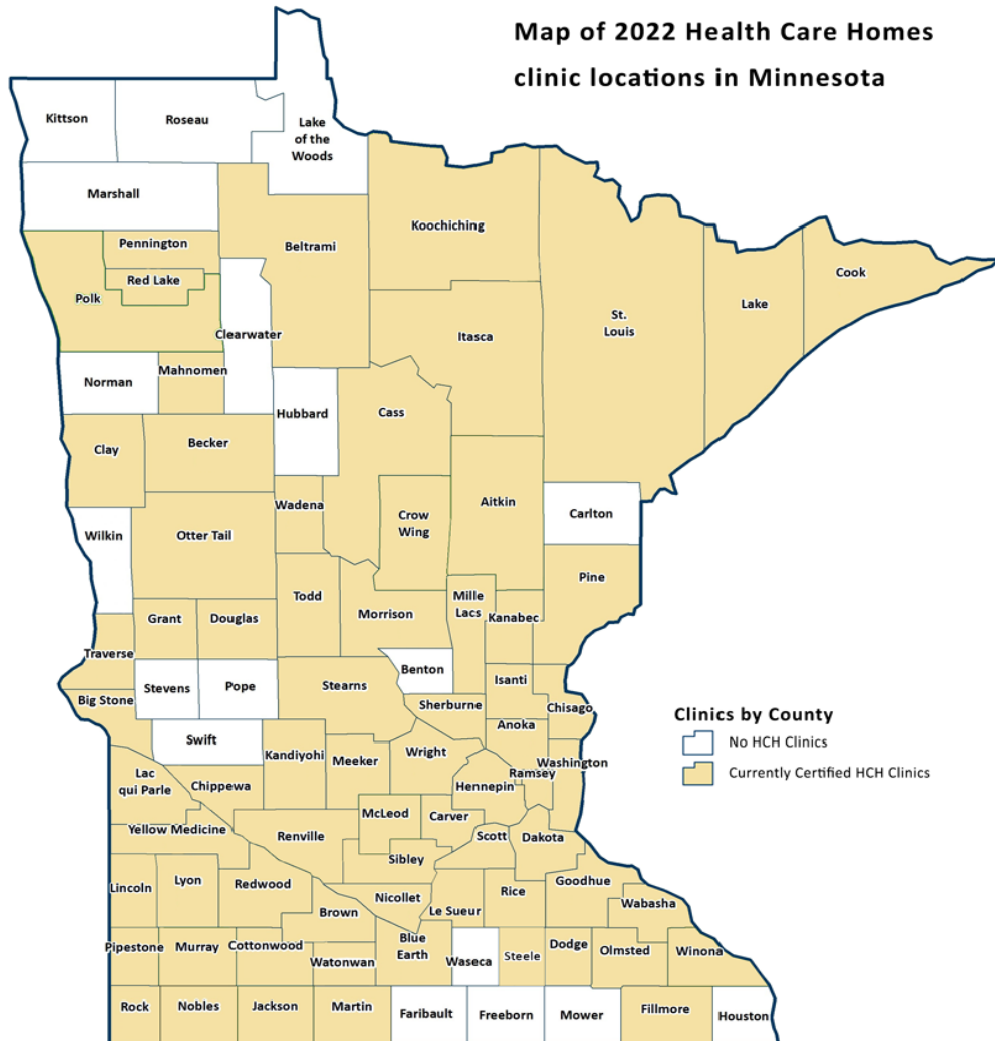 Map of 2022 Health Care Homes
clinic locations in Minnesota
Kittson
Roseau
Lake
of the
Woods
Marshall
Pennington
Red Lake
Polk
Beltrami
Koochiching
Clearwater
Itasca
St.
Louis
Lake
Cook
Norman
Mahnomen
Hubbard
Cass
Clay
Becker
Wadena
Crow
Wing
Aitkin
Carlton
Wilkin
Otter Tail
Todd
Morrison
Mille
Lacs
Kanabec
Pine
Grant
Douglas
Traverse
Stevens
Pope
Stearns
Benton
Isanti
Big Stone
Sherburne
Chisago
Swift
Kandiyohi
Meeker
Wright
Anoka
Washington
Ramsey
Hennepin
Lac
qui Parle
Chippewa
McLeod
Carver
Yellow Medicine
Renville
Scott
Dakota
Sibley
Lincoln
Lyon
Redwood
Nicollet
Rice
Goodhue
Brown
Le Sueur
Wabasha
Pipestone
Murray
Cottonwood
Watonwan
Blue
Earth
Waseca
Steele
Dodge
Olmsted
Winona
Rock
Nobles
Jackson
Martin
Faribault
Freeborn
Mower
Fillmore
Houston
Clinics by County
No HCH Clinics
Currently Certified HCH Clinics